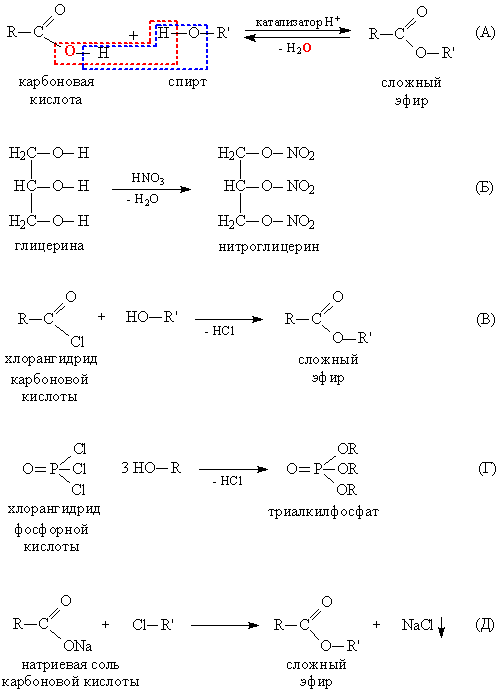 R—C O O—H + H—O—R' катализатор H⁺ - H₂O R—C O O—R' (А)
карбоновая кислота спирт сложный эфир
H₂C—O—H H₂C—O—NO₂
HC—O—H HNO₃ - H₂O HC—O—NO₂ (Б)
H₂C—O—H H₂C—O—NO₂
глицерина нитроглицерин
R—C O Cl + HO—R' - HCl R—C O O—R' (В)
хлорангидрид сложный
карбоновой эфир
кислоты
O=P Cl Cl Cl 3 HO—R - HCl O=P OR OR OR (Г)
хлорангидрид триалкилфосфат
фосфорной
кислоты
R—C O ONa + Cl—R' R—C O O—R' + NaCl↓ (Д)
натриевая соль сложный
карбоновой кислоты эфир